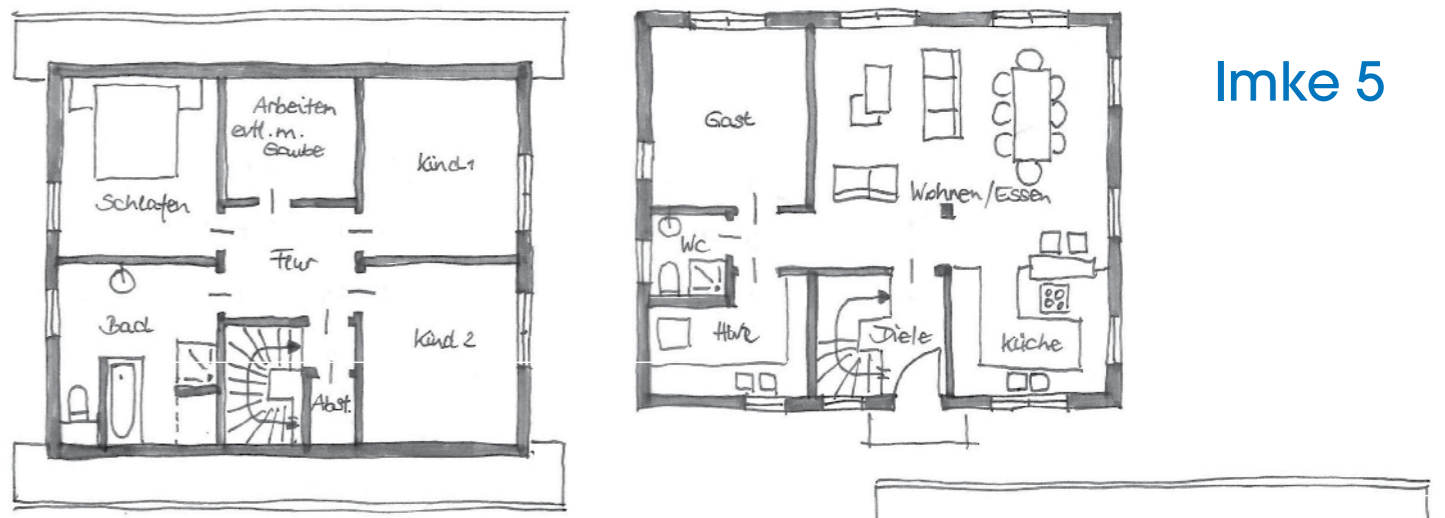 Imke 5
Arbeiten
evtl. m.
Gaube
Kind 1
Schlafen
Flur
Bad
Kind 2
Abst.
Gast
Wohnen/Essen
WC
HWR
Diele
Küche